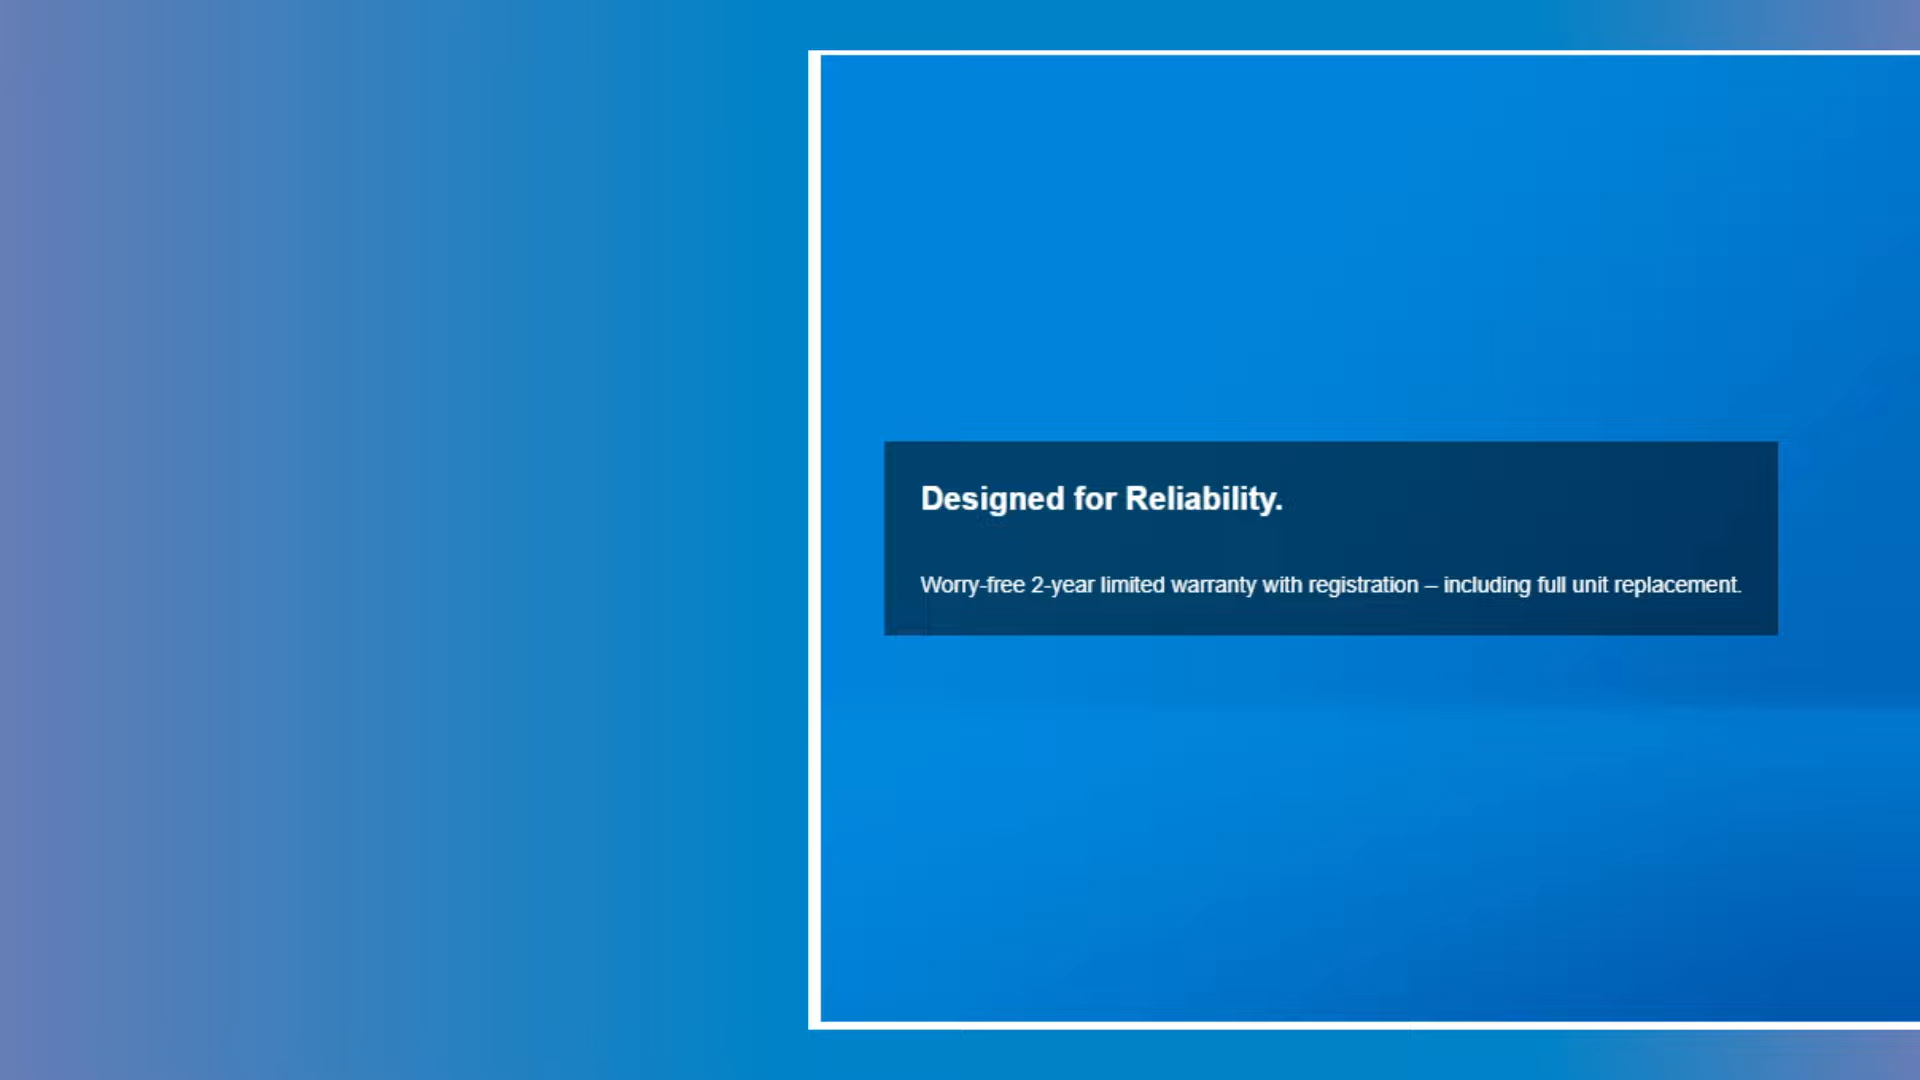 Designed for Reliability.
Worry-free 2-year limited warranty with registration – including full unit replacement.